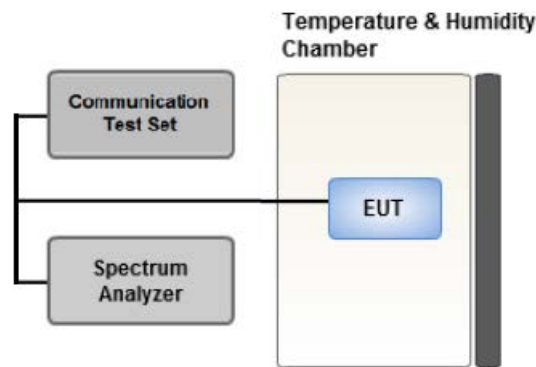 Temperature & Humidity
Chamber
Communication
Test Set
EUT
Spectrum
Analyzer